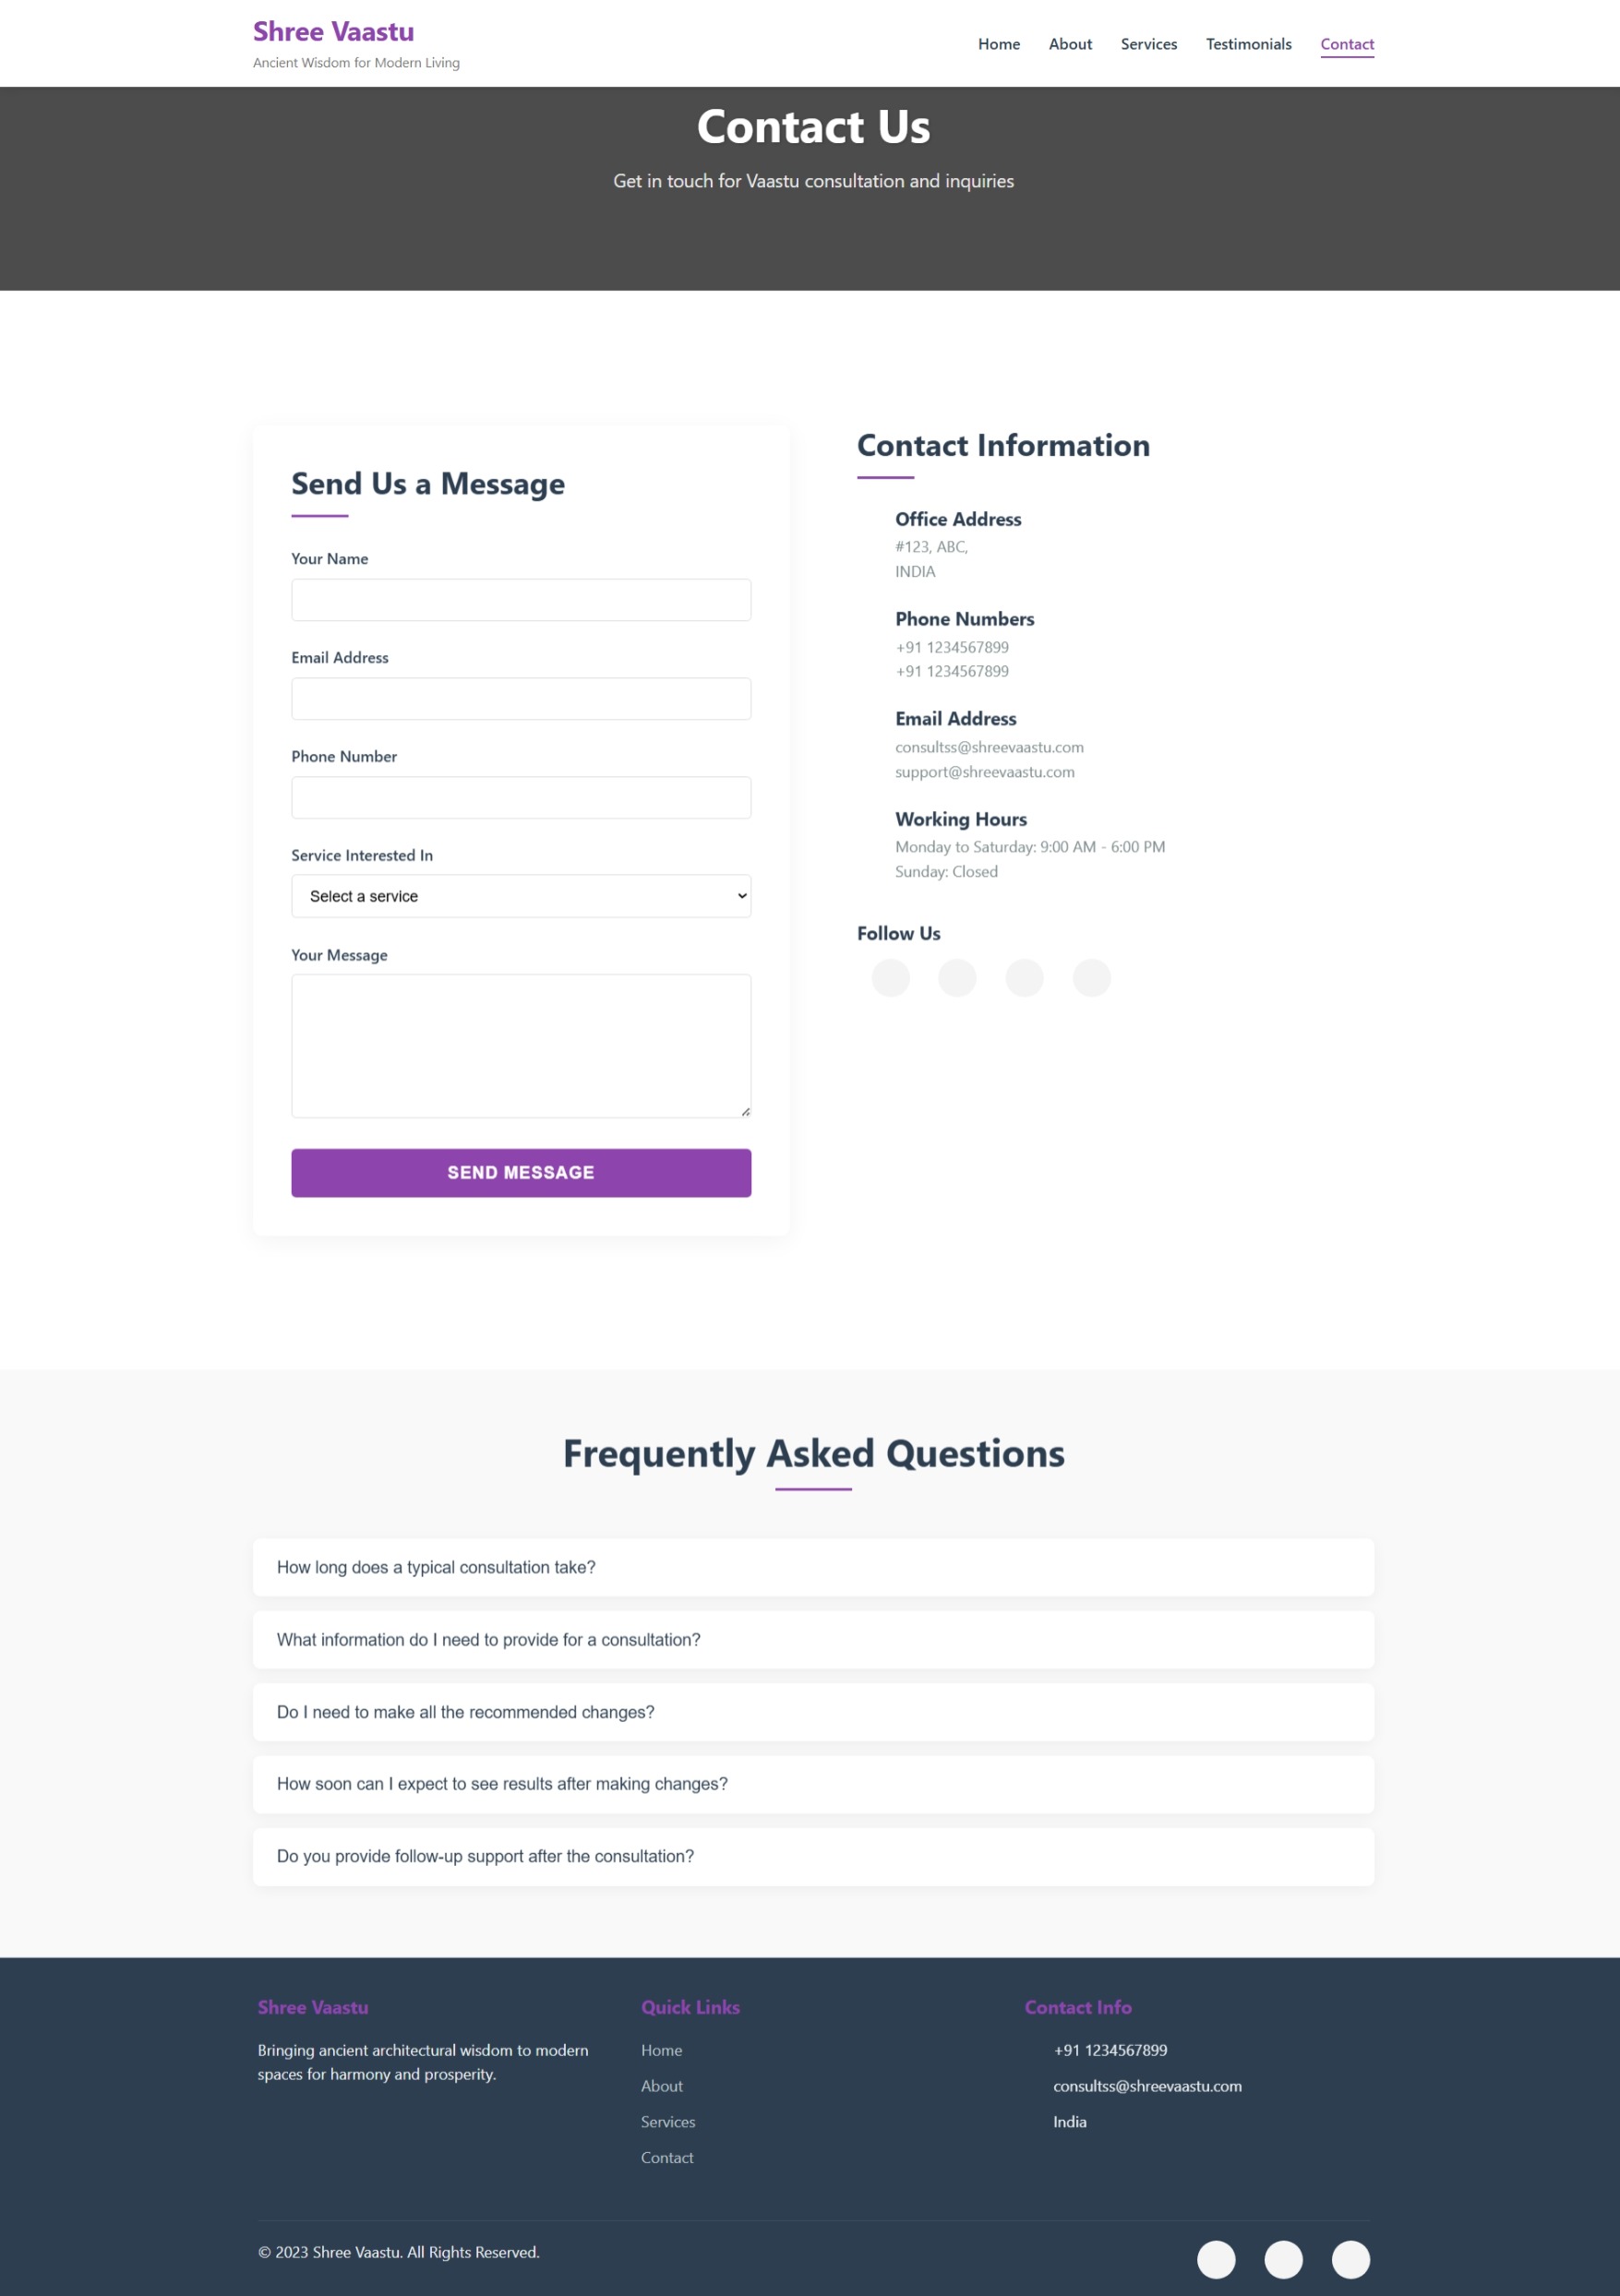 Shree Vaastu
Ancient Wisdom for Modern Living
Home About Services Testimonials Contact
Contact Us
Get in touch for Vaastu consultation and inquiries
Send Us a Message
Your Name
Email Address
Phone Number
Service Interested In
Select a service
Your Message
SEND MESSAGE
Contact Information
Office Address
#123, ABC,
INDIA
Phone Numbers
+91 1234567899
+91 1234567899
Email Address
consultss@shreevaastu.com
support@shreevaastu.com
Working Hours
Monday to Saturday: 9:00 AM - 6:00 PM
Sunday: Closed
Follow Us
Frequently Asked Questions
How long does a typical consultation take?
What information do I need to provide for a consultation?
Do I need to make all the recommended changes?
How soon can I expect to see results after making changes?
Do you provide follow-up support after the consultation?
Shree Vaastu
Bringing ancient architectural wisdom to modern
spaces for harmony and prosperity.
Quick Links
Home
About
Services
Contact
Contact Info
+91 1234567899
consultss@shreevaastu.com
India
© 2023 Shree Vaastu. All Rights Reserved.